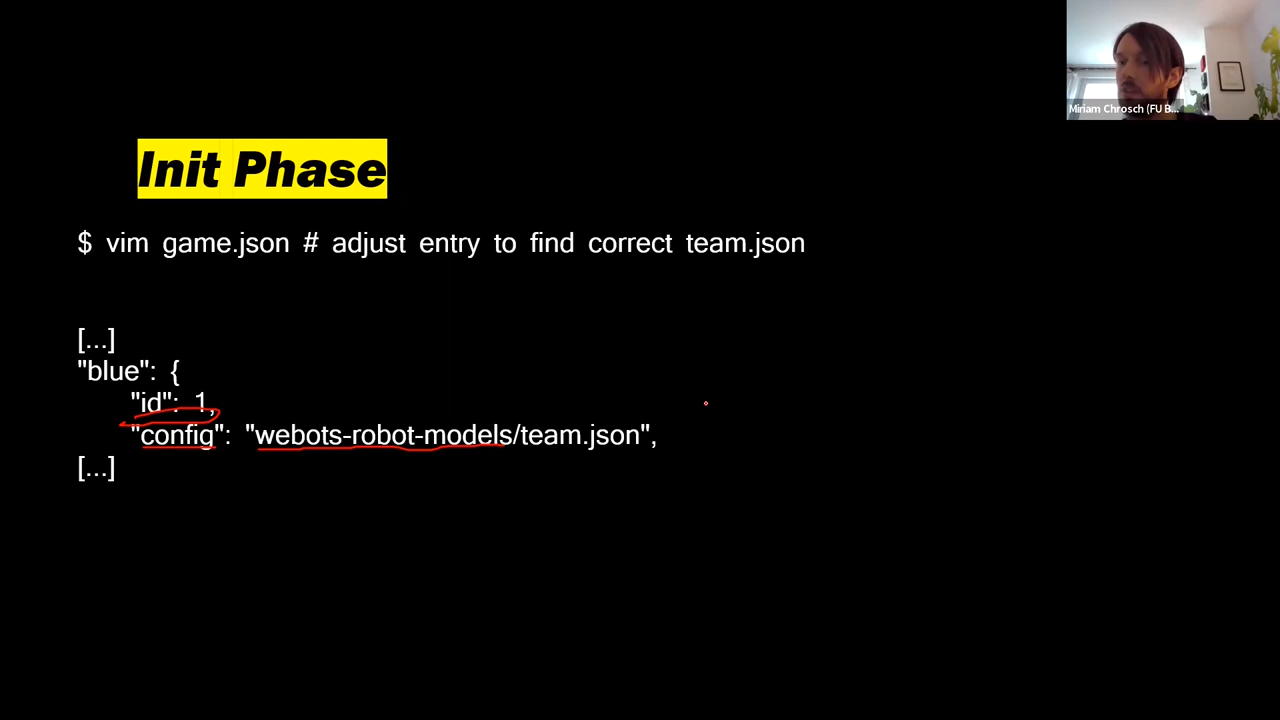 Miriam Chrosch (FU B...
Init Phase
$ vim game.json # adjust entry to find correct team.json
[...]
"blue": {
"id": 1,
"config": "webots-robot-models/team.json",
[...]